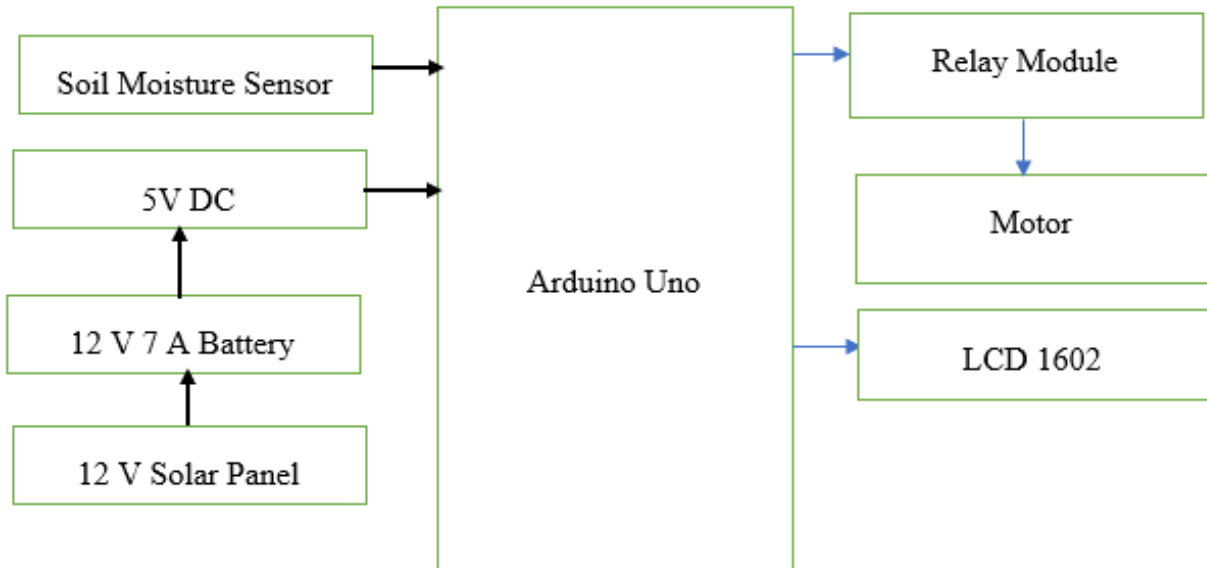 Soil Moisture Sensor
5V DC
12 V 7 A Battery
12 V Solar Panel
Arduino Uno
Relay Module
Motor
LCD 1602